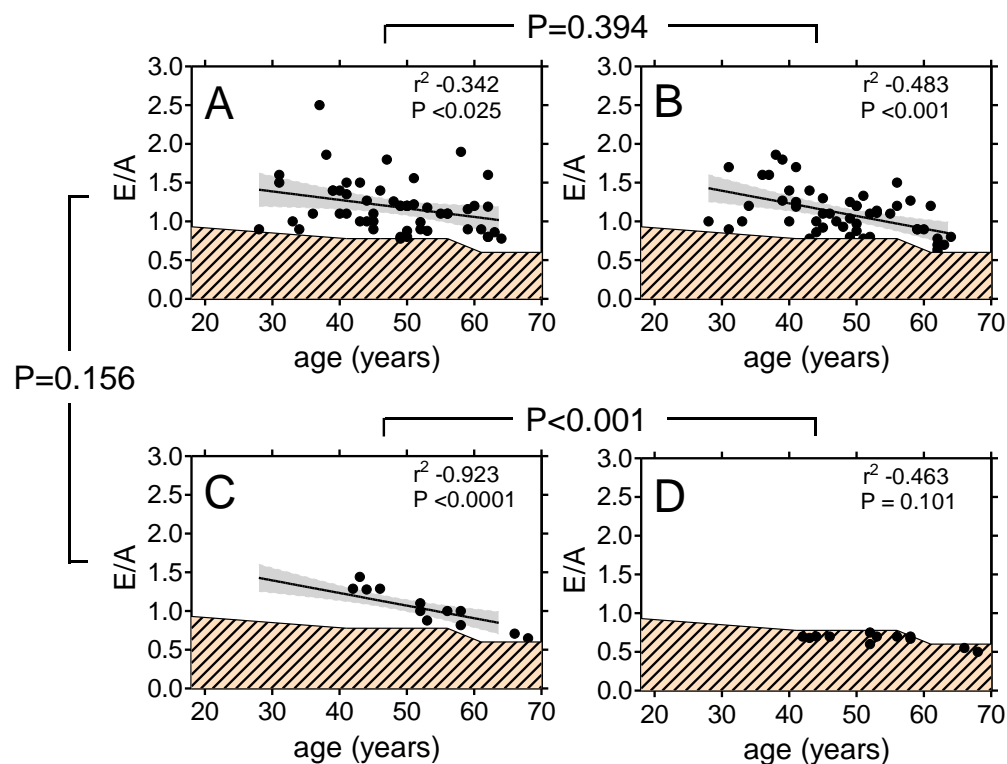 P=0.394
A
r² -0.342
P <0.025
E/A
3.0
2.5
2.0
1.5
1.0
0.5
0.0
20 30 40 50 60 70
age (years)
B
r² -0.483
P <0.001
E/A
3.0
2.5
2.0
1.5
1.0
0.5
0.0
20 30 40 50 60 70
age (years)
P=0.156
P<0.001
C
r² -0.923
P <0.0001
E/A
3.0
2.5
2.0
1.5
1.0
0.5
0.0
20 30 40 50 60 70
age (years)
D
r² -0.463
P = 0.101
E/A
3.0
2.5
2.0
1.5
1.0
0.5
0.0
20 30 40 50 60 70
age (years)